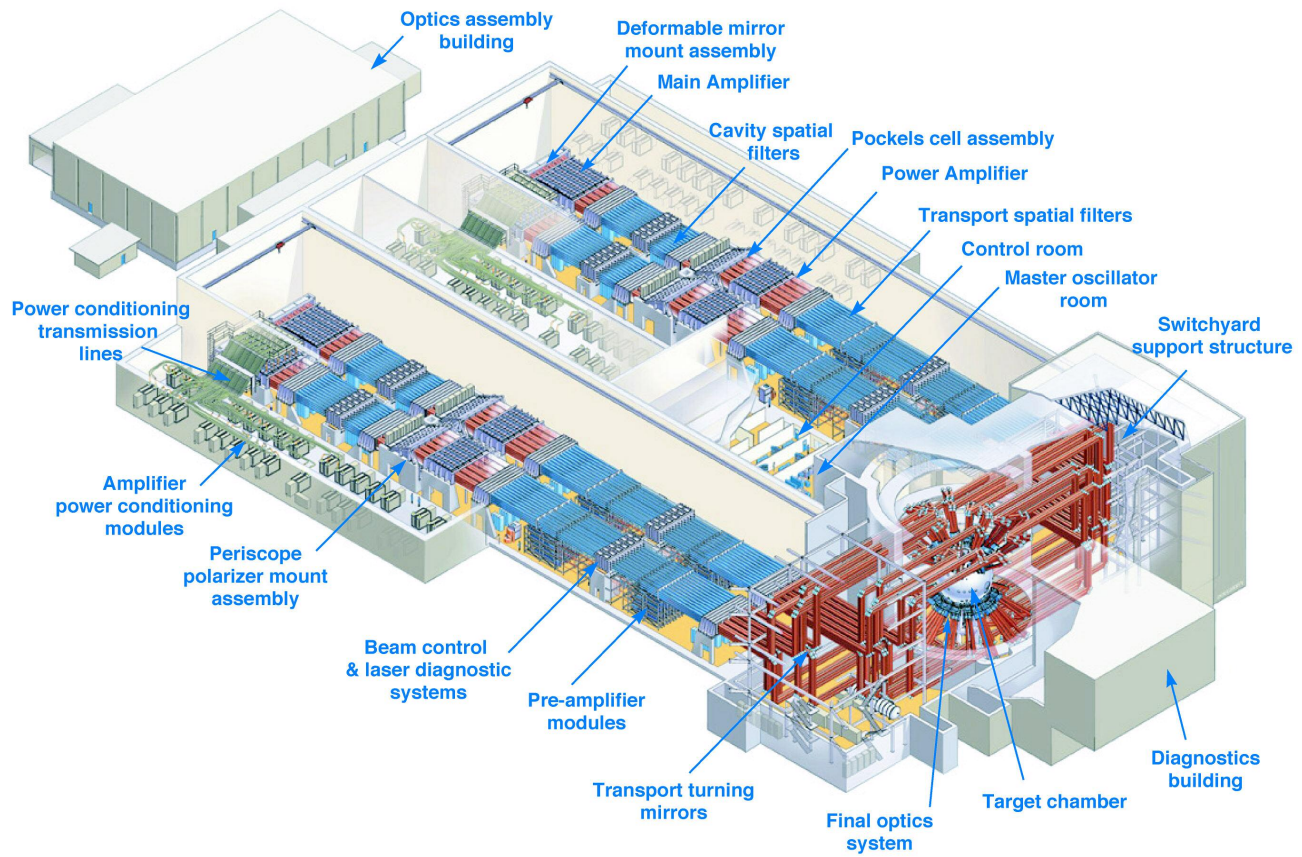 Optics assembly
building
Deformable mirror
mount assembly
Main Amplifier
Cavity spatial
filters
Pockels cell assembly
Power Amplifier
Transport spatial filters
Control room
Master oscillator
room
Switchyard
support structure
Power conditioning
transmission
lines
Amplifier
power conditioning
modules
Periscope
polarizer mount
assembly
Beam control
& laser diagnostic
systems
Pre-amplifier
modules
Transport turning
mirrors
Final optics
system
Target chamber
Diagnostics
building